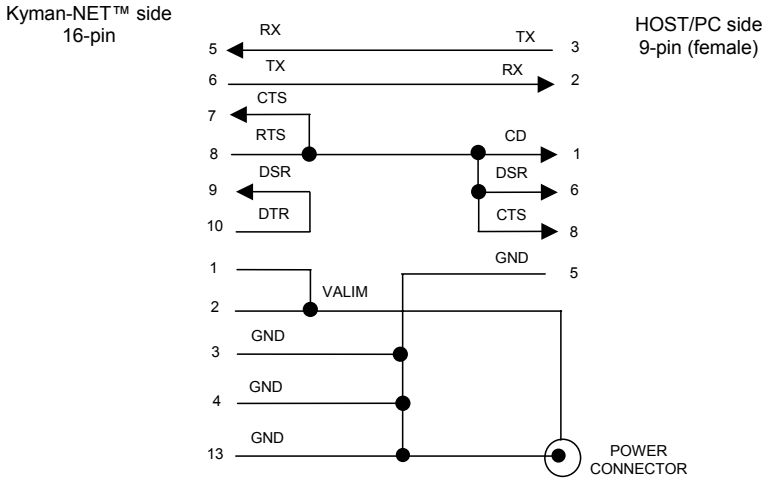 Kyman-NET™ side
16-pin
HOST/PC side
9-pin (female)
5 RX TX 3
6 TX RX 2
7 CTS
8 RTS CD 1
9 DSR DSR 6
10 DTR CTS 8
GND 5
1
2 VALIM
3 GND
4 GND
13 GND
POWER
CONNECTOR